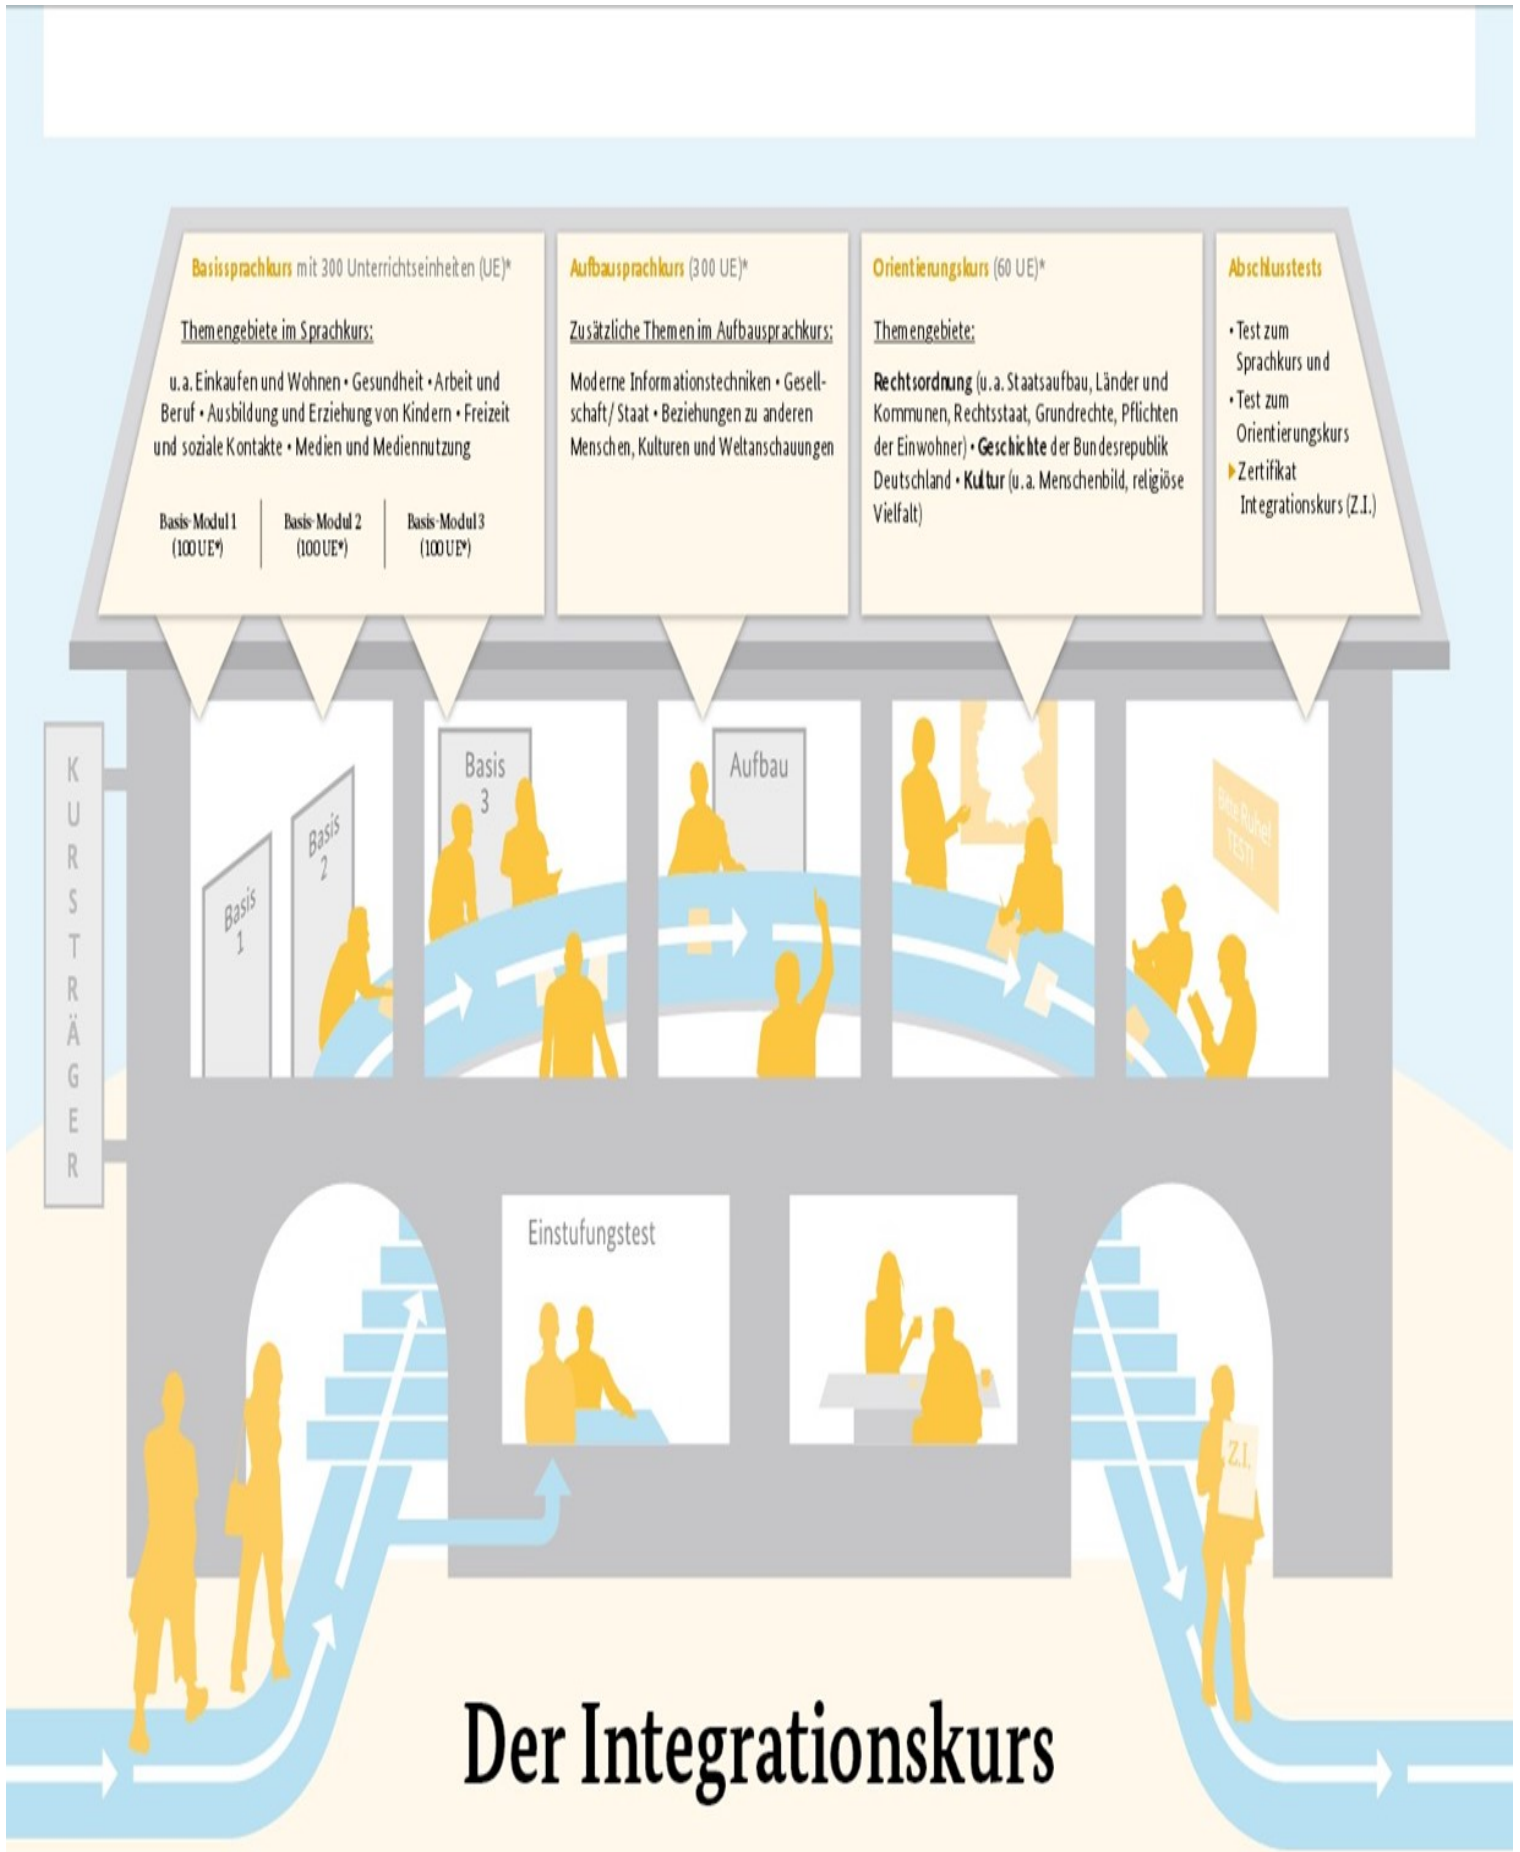 Basissprachkurs mit 300 Unterrichtseinheiten (UE)*
Themengebiete im Sprachkurs:
u.a. Einkaufen und Wohnen • Gesundheit • Arbeit und
Beruf • Ausbildung und Erziehung von Kindern • Freizeit
und soziale Kontakte • Medien und Mediennutzung
Basis-Modul 1
(100 UE*)
Basis-Modul 2
(100 UE*)
Basis-Modul 3
(100 UE*)
Aufbausprachkurs (300 UE)*
Zusätzliche Themen im Aufbausprachkurs:
Moderne Informationstechniken • Gesell-
schaft/ Staat • Beziehungen zu anderen
Menschen, Kulturen und Weltanschauungen
Orientierungskurs (60 UE)*
Themengebiete:
Rechtsordnung (u.a. Staatsaufbau, Länder und
Kommunen, Rechtsstaat, Grundrechte, Pflichten
der Einwohner) • Geschichte der Bundesrepublik
Deutschland • Kultur (u.a. Menschenbild, religiöse
Vielfalt)
Abschlusstests
• Test zum
Sprachkurs und
• Test zum
Orientierungskurs
Zertifikat
Integrationskurs (Z.I.)
KURSTRÄGER
Basis
1
Basis
2
Basis
3
Aufbau
Bitte Ruhe!
TEST!
Einstufungstest
Z.I.
Der Integrationskurs